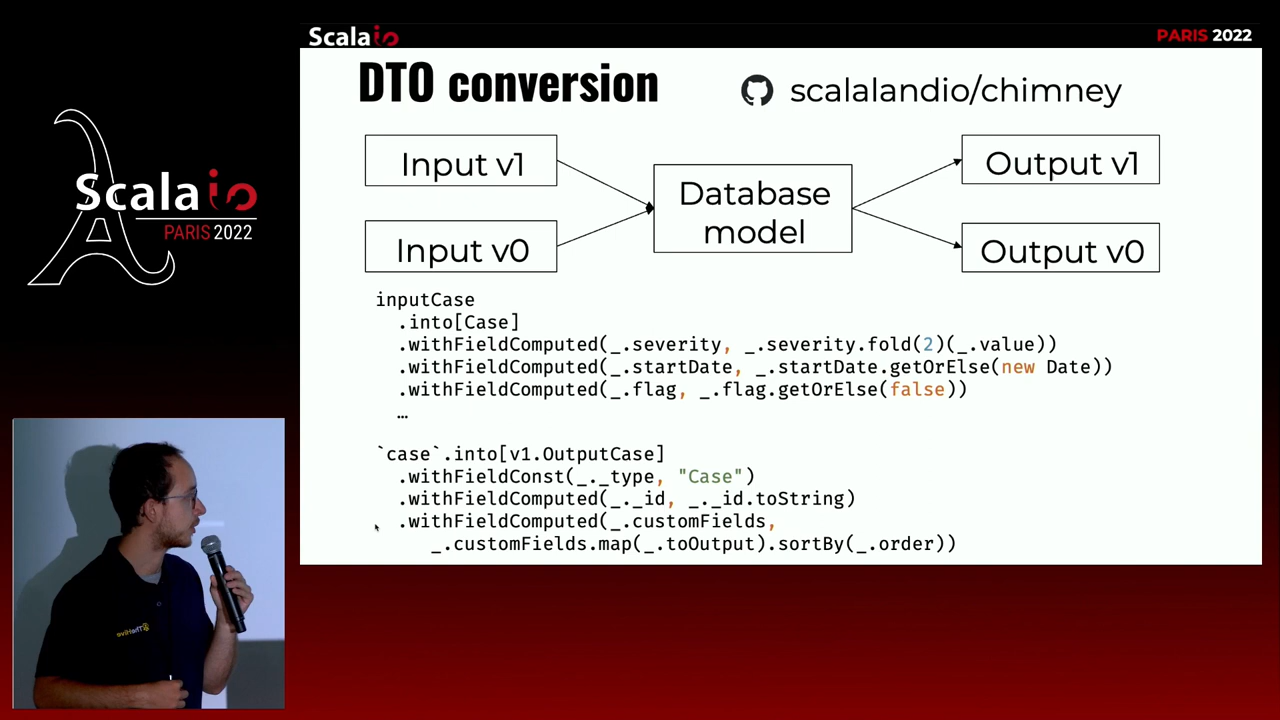 Scala io
PARIS 2022
DTO conversion
scalalandio/chimney
Input v1
Input v0
Database
model
Output v1
Output v0
inputCase
.into[Case]
.withFieldComputed(_.severity, _.severity.fold(2)(_.value))
.withFieldComputed(_.startDate, _.startDate.getOrElse(new Date))
.withFieldComputed(_.flag, _.flag.getOrElse(false))
…
`case`.into[v1.OutputCase]
.withFieldConst(_._type, "Case")
.withFieldComputed(_._id, _._id.toString)
.withFieldComputed(_.customFields,
_.customFields.map(_.toOutput).sortBy(_.order))
Scala io
PARIS 2022
TheHive